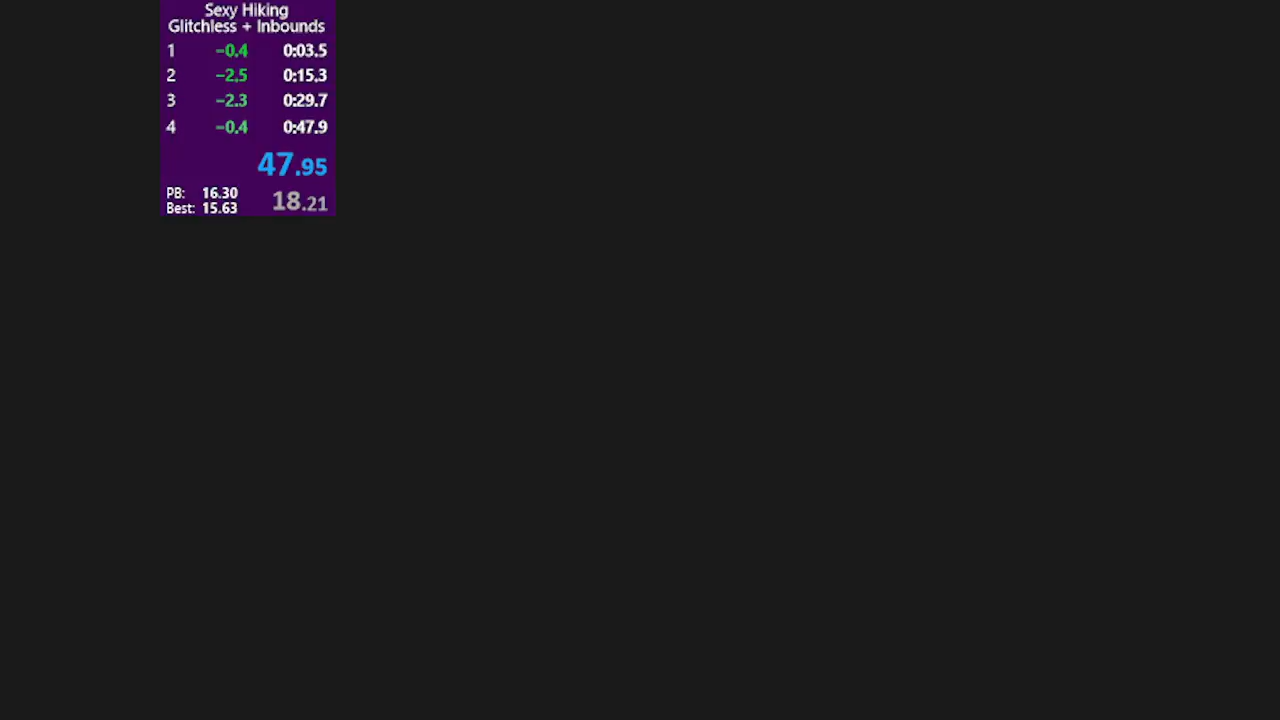 Sexy Hiking
Glitchless + Inbounds
1 −0.4 0:03.5
2 −2.5 0:15.3
3 −2.3 0:29.7
4 −0.4 0:47.9
47.95
PB: 16.30
Best: 15.63
18.21